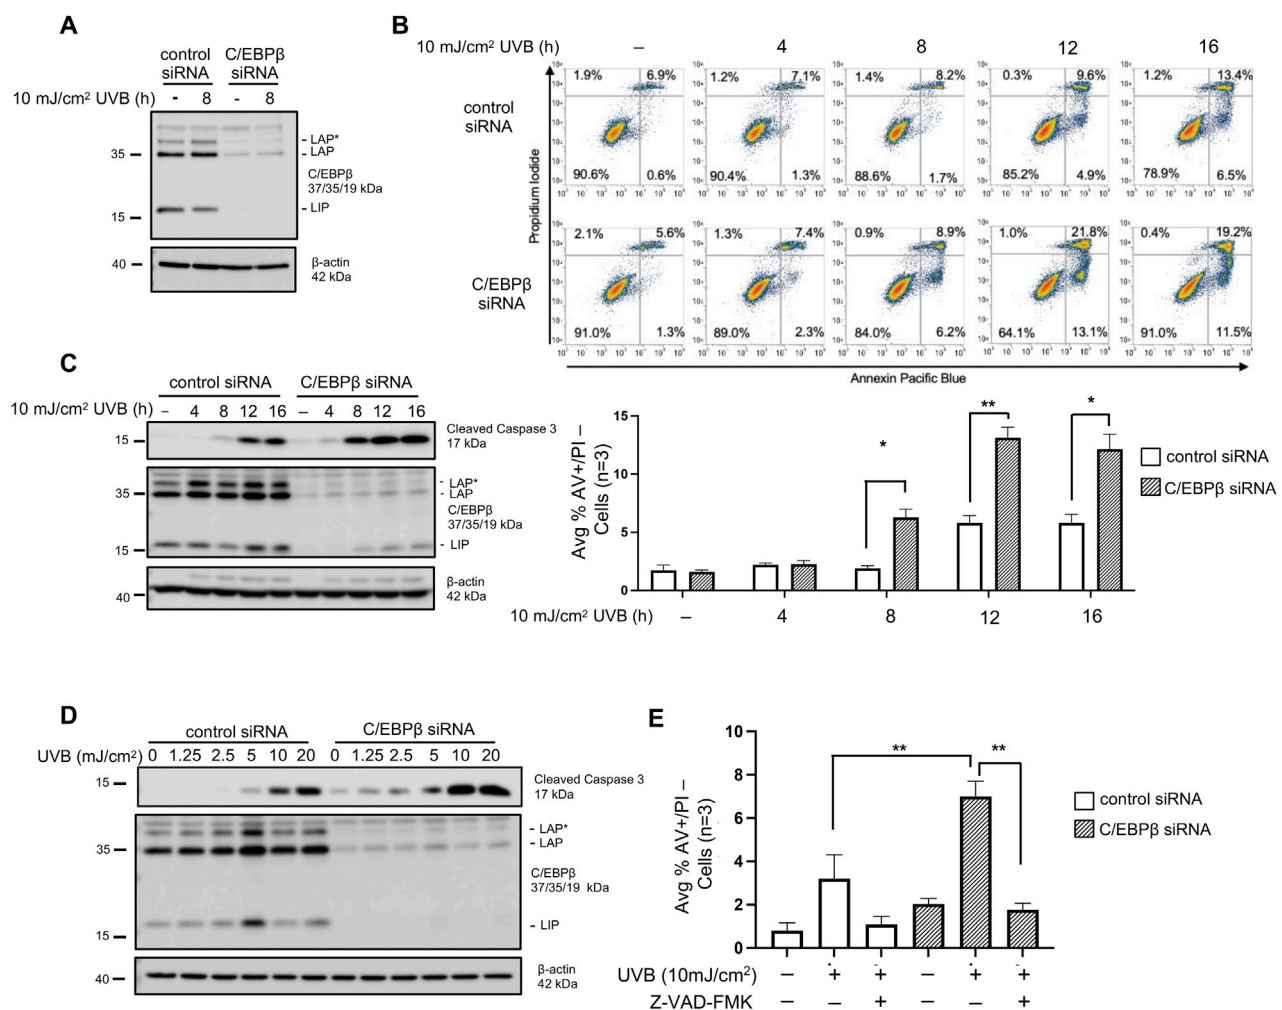 A
control siRNA C/EBPβ siRNA
10 mJ/cm² UVB (h) - 8 - 8
35
15
LAP*
LAP
C/EBPβ
37/35/19 kDa
LIP
40
β-actin
42 kDa
B
10 mJ/cm² UVB (h) – 4 8 12 16
control siRNA
1.9% 6.9% 1.2% 7.1% 1.4% 8.2% 0.3% 9.6% 1.2% 13.4%
90.6% 0.6% 90.4% 1.3% 88.6% 1.7% 85.2% 4.9% 78.9% 6.5%
C/EBPβ siRNA
2.1% 5.6% 1.3% 7.4% 0.9% 8.9% 1.0% 21.8% 0.4% 19.2%
91.0% 1.3% 89.0% 2.3% 84.0% 6.2% 64.1% 13.1% 91.0% 11.5%
Propidium Iodide
Annexin Pacific Blue
15
10
5
0
Avg % AV+/PI –
Cells (n=3)
* ** *
control siRNA
C/EBPβ siRNA
10 mJ/cm² UVB (h) – 4 8 12 16
C
control siRNA C/EBPβ siRNA
10 mJ/cm² UVB (h) – 4 8 12 16 – 4 8 12 16
15
Cleaved Caspase 3
17 kDa
35
15
LAP*
LAP
C/EBPβ
37/35/19 kDa
LIP
40
β-actin
42 kDa
D
control siRNA C/EBPβ siRNA
UVB (mJ/cm²) 0 1.25 2.5 5 10 20 0 1.25 2.5 5 10 20
15
Cleaved Caspase 3
17 kDa
35
15
LAP*
LAP
C/EBPβ
37/35/19 kDa
LIP
40
β-actin
42 kDa
E
10
8
6
4
2
0
Avg % AV+/PI –
Cells (n=3)
** **
control siRNA
C/EBPβ siRNA
UVB (10mJ/cm²) – + + – + +
Z-VAD-FMK – – + – – +